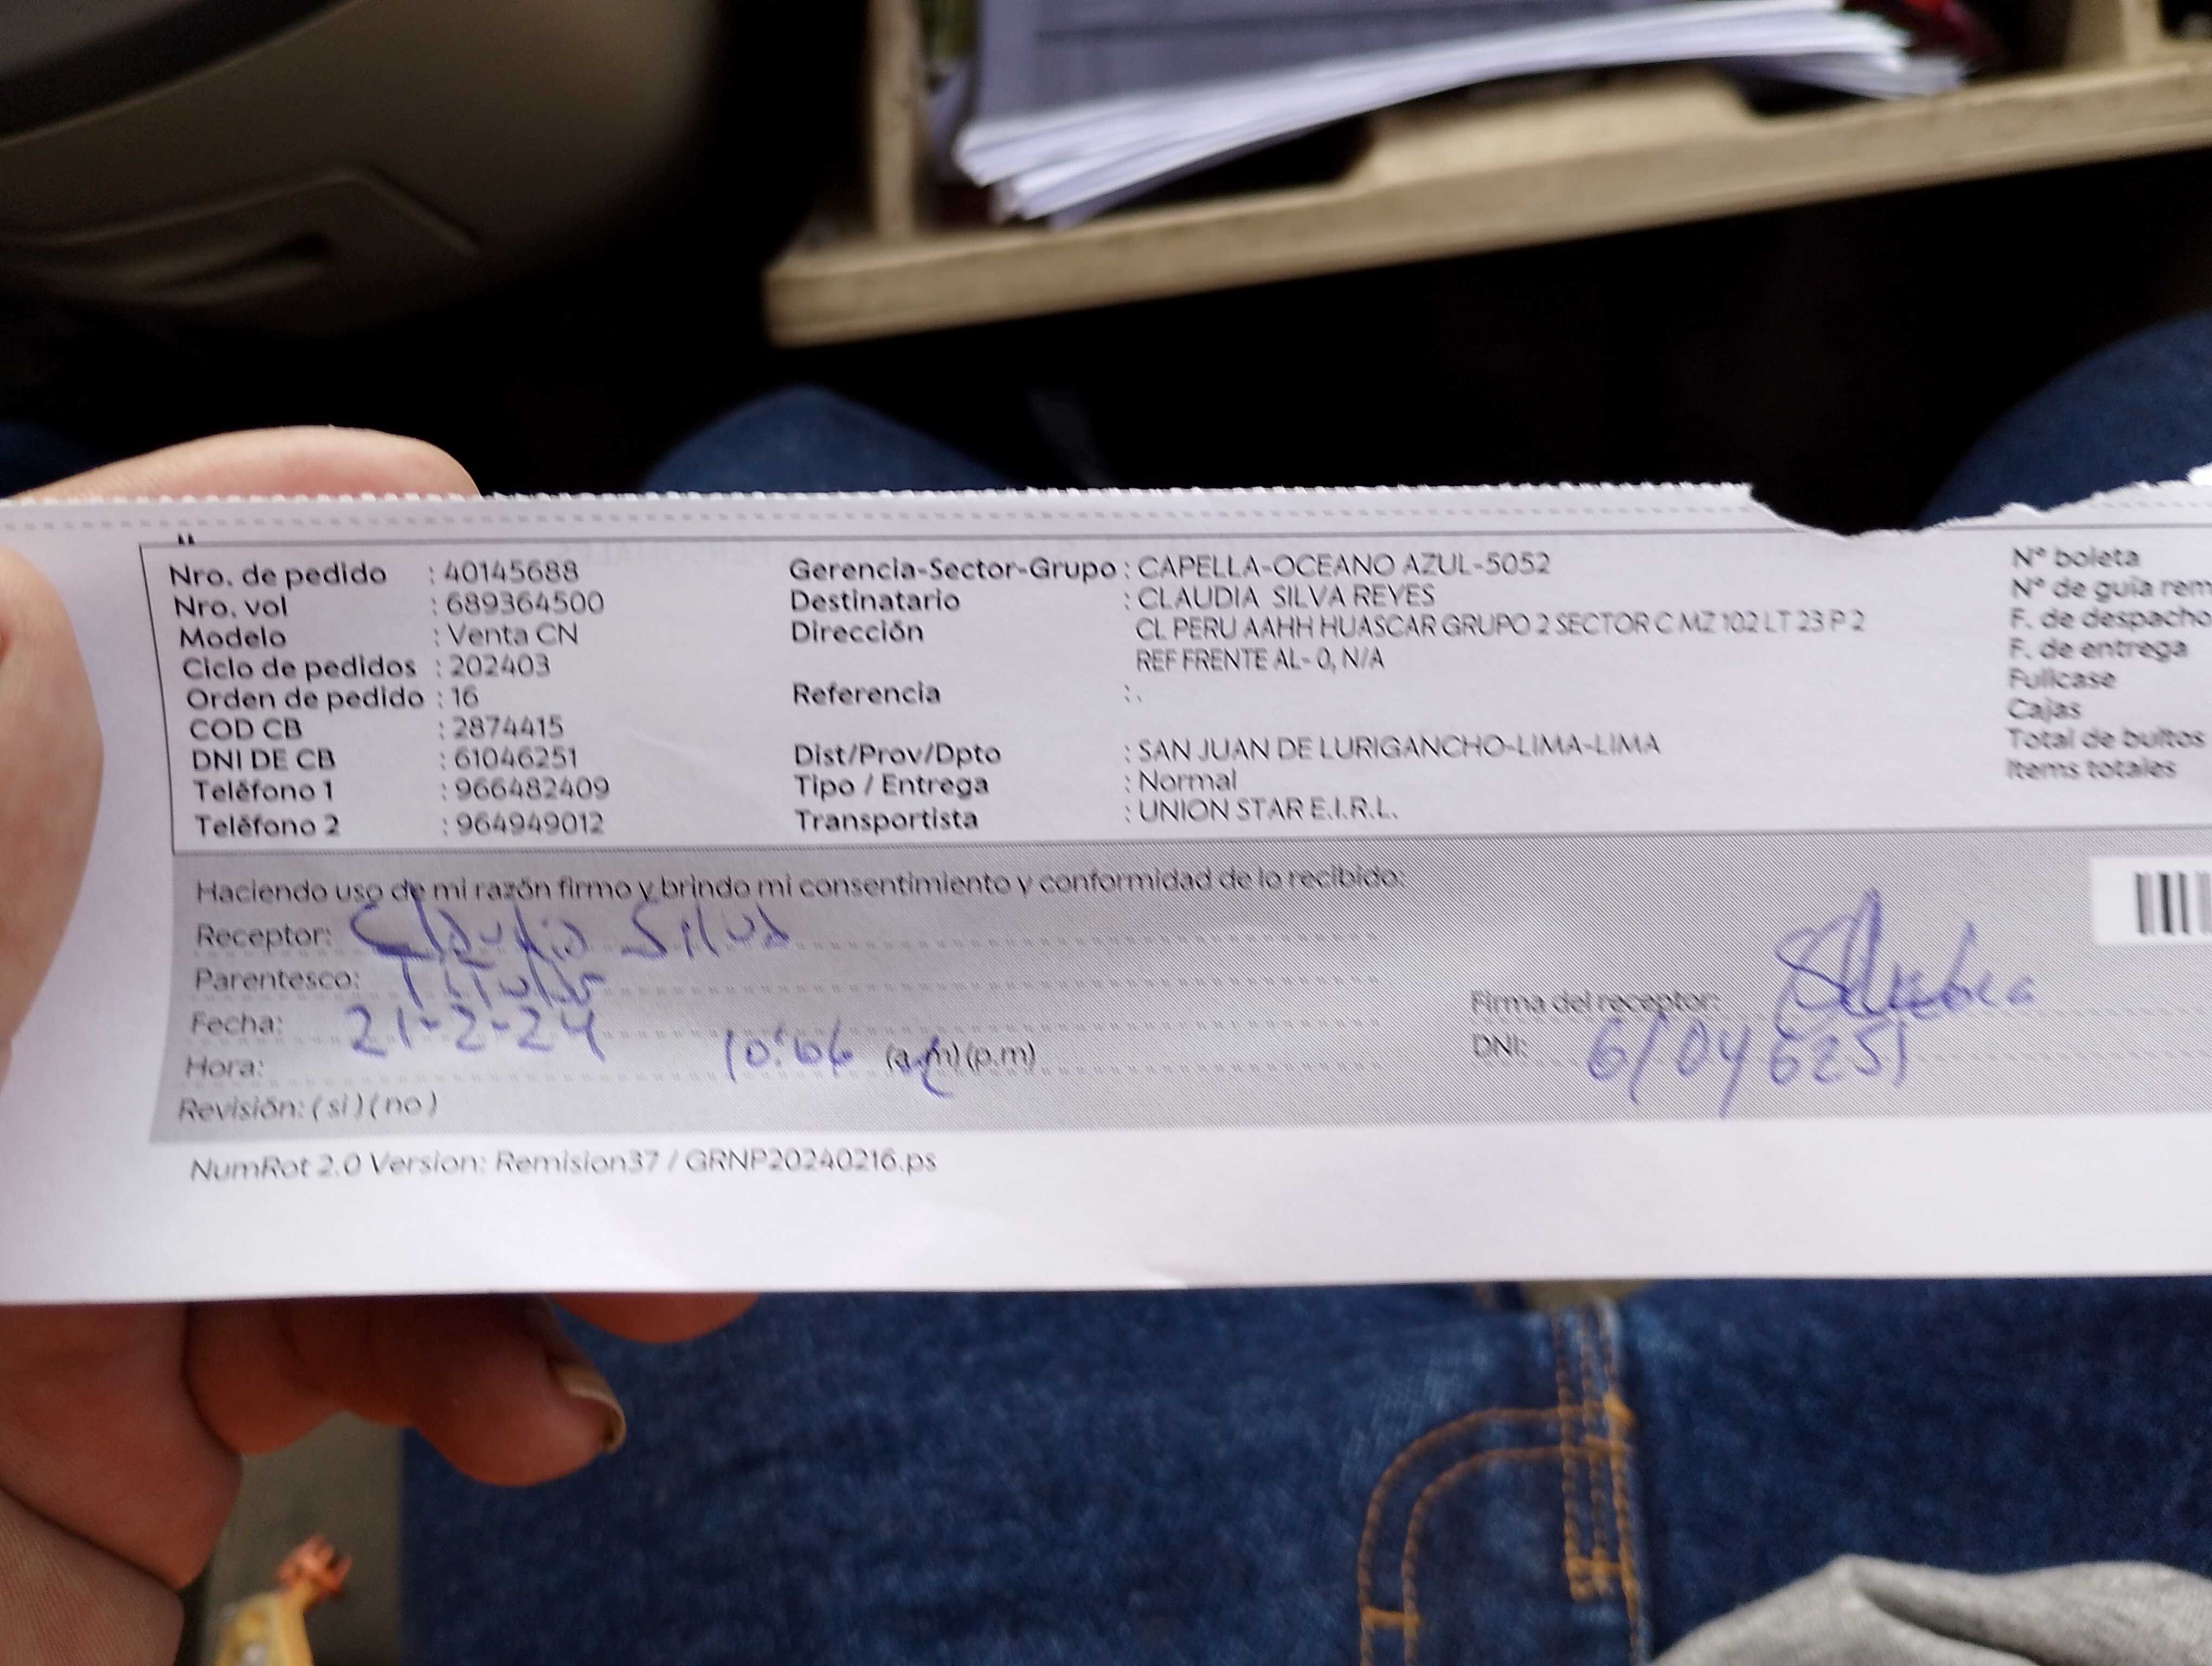 Nro. de pedido : 40145688
Nro. vol : 689364500
Modelo : Venta CN
Ciclo de pedidos : 202403
Orden de pedido : 16
COD CB : 2874415
DNI DE CB : 61046251
Teléfono 1 : 966482409
Teléfono 2 : 964949012
Gerencia-Sector-Grupo : CAPELLA-OCEANO AZUL-5052
Destinatario : CLAUDIA SILVA REYES
Dirección : CL PERU AAHH HUASCAR GRUPO 2 SECTOR C MZ 102 LT 23 P 2
REF FRENTE AL- 0, N/A
Referencia : .
Dist/Prov/Dpto : SAN JUAN DE LURIGANCHO-LIMA-LIMA
Tipo / Entrega : Normal
Transportista : UNION STAR E.I.R.L.
N° boleta
N° de guía rem
F. de despacho
F. de entrega
Fullcase
Cajas
Total de bultos
Items totales
Haciendo uso de mi razón firmo y brindo mi consentimiento y conformidad de lo recibido:
Receptor: Claudia Silva
Parentesco: Titular
Fecha: 21-2-24
Hora: (a.m)(p.m)
Revisión: ( si ) ( no )
Firma del receptor:
DNI: 61046251
NumRot 2.0 Version: Remision37 / GRNP20240216.ps